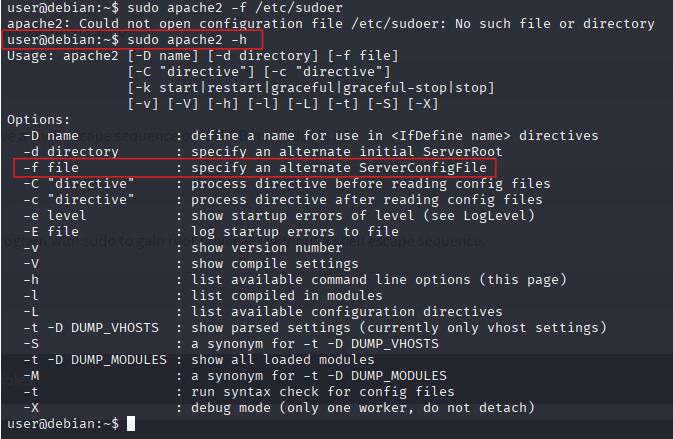 user@debian:~$ sudo apache2 -f /etc/sudoer
apache2: Could not open configuration file /etc/sudoer: No such file or directory
user@debian:~$ sudo apache2 -h
Usage: apache2 [-D name] [-d directory] [-f file]
               [-C "directive"] [-c "directive"]
               [-k start|restart|graceful|graceful-stop|stop]
               [-v] [-V] [-h] [-l] [-L] [-t] [-S] [-X]
Options:
  -D name            : define a name for use in <IfDefine name> directives
  -d directory       : specify an alternate initial ServerRoot
  -f file            : specify an alternate ServerConfigFile
  -C "directive"     : process directive before reading config files
  -c "directive"     : process directive after reading config files
  -e level           : show startup errors of level (see LogLevel)
  -E file            : log startup errors to file
  -v                 : show version number
  -V                 : show compile settings
  -h                 : list available command line options (this page)
  -l                 : list compiled in modules
  -L                 : list available configuration directives
  -t -D DUMP_VHOSTS  : show parsed settings (currently only vhost settings)
  -S                 : a synonym for -t -D DUMP_VHOSTS
  -t -D DUMP_MODULES : show all loaded modules
  -M                 : a synonym for -t -D DUMP_MODULES
  -t                 : run syntax check for config files
  -X                 : debug mode (only one worker, do not detach)
user@debian:~$